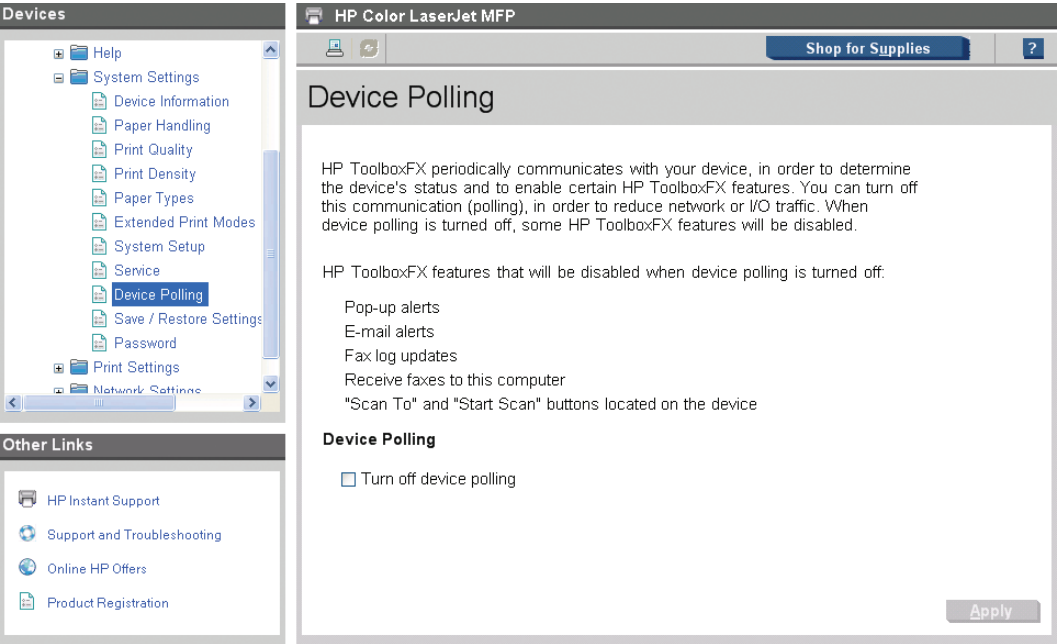 Devices
Help
System Settings
Device Information
Paper Handling
Print Quality
Print Density
Paper Types
Extended Print Modes
System Setup
Service
Device Polling
Save / Restore Settings
Password
Print Settings
Network Settings
Other Links
HP Instant Support
Support and Troubleshooting
Online HP Offers
Product Registration
HP Color LaserJet MFP
Shop for Supplies
?
Device Polling
HP ToolboxFX periodically communicates with your device, in order to determine
the device's status and to enable certain HP ToolboxFX features. You can turn off
this communication (polling), in order to reduce network or I/O traffic. When
device polling is turned off, some HP ToolboxFX features will be disabled.
HP ToolboxFX features that will be disabled when device polling is turned off:
Pop-up alerts
E-mail alerts
Fax log updates
Receive faxes to this computer
"Scan To" and "Start Scan" buttons located on the device
Device Polling
Turn off device polling
Apply